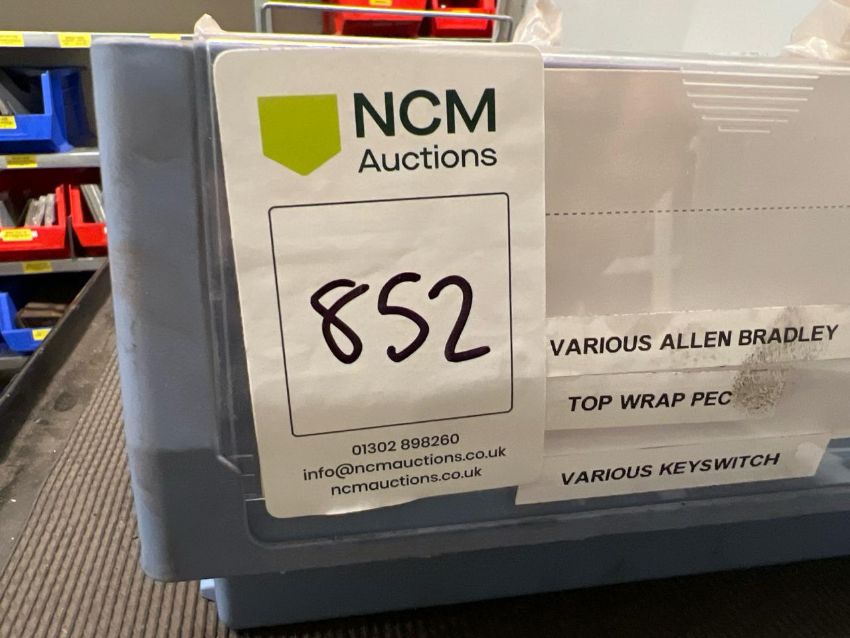 NCM
Auctions
852
01302 898260
info@ncmauctions.co.uk
ncmauctions.co.uk
VARIOUS ALLEN BRADLEY
TOP WRAP PEC
VARIOUS KEYSWITCH